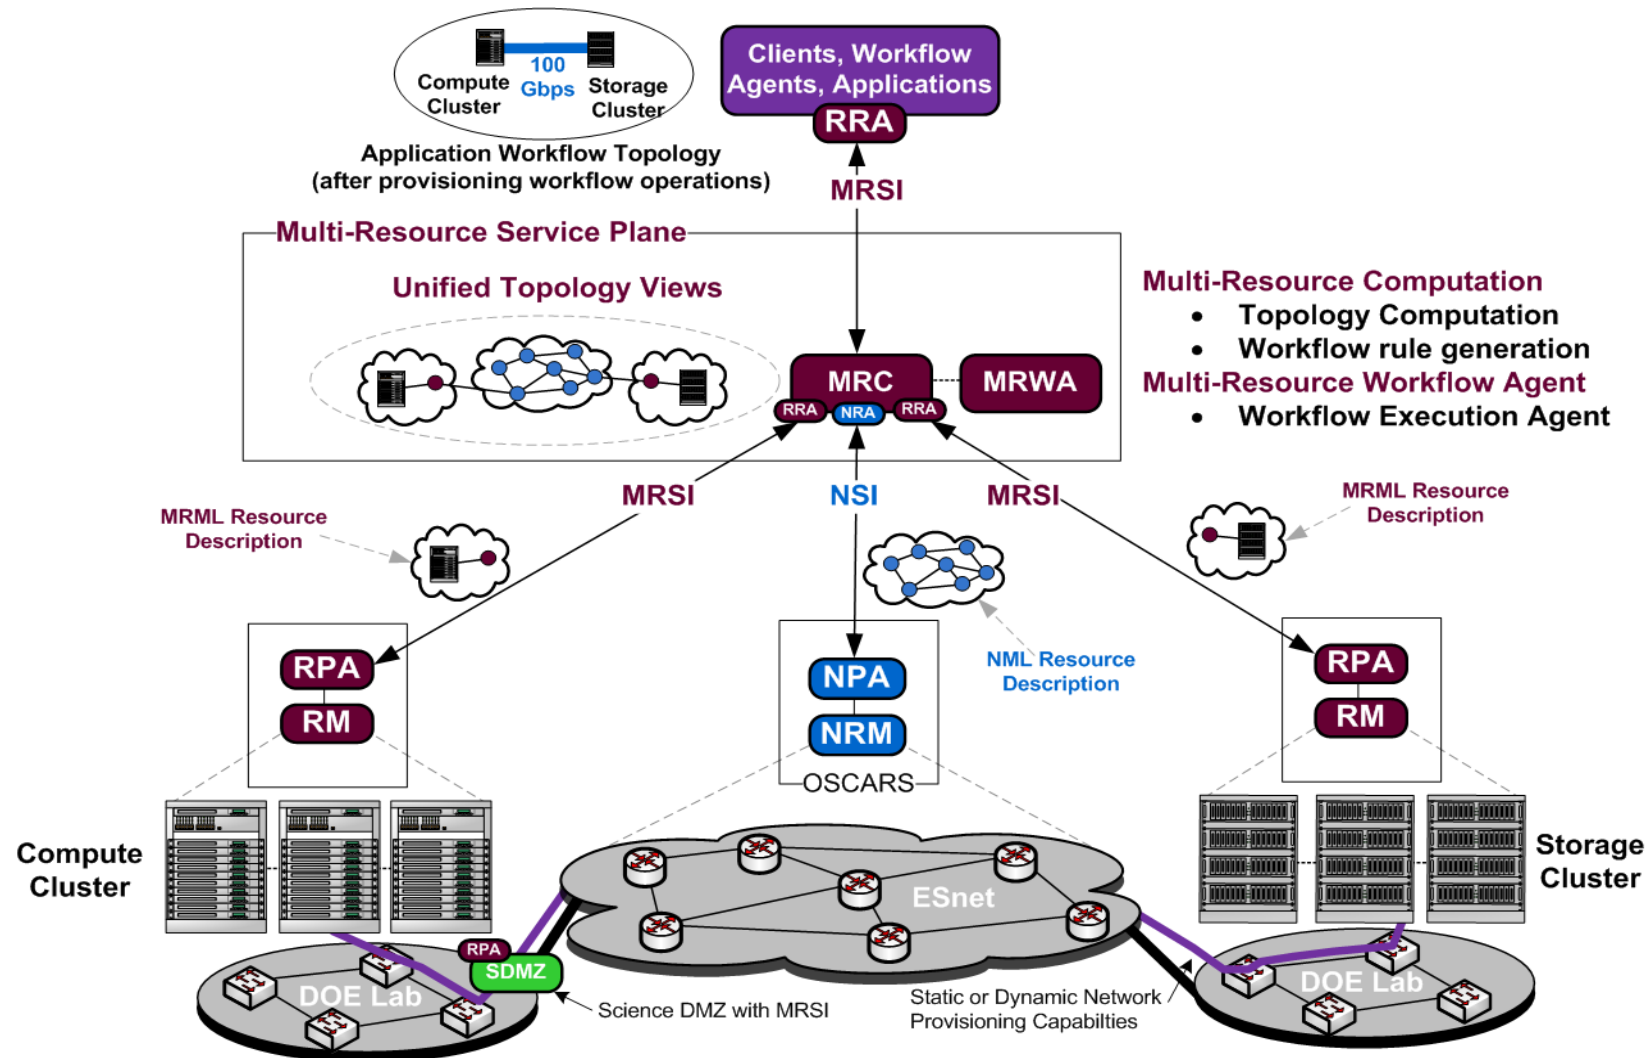 100
Gbps
Compute
Cluster
Storage
Cluster
Application Workflow Topology
(after provisioning workflow operations)
Clients, Workflow
Agents, Applications
RRA
MRSI
Multi-Resource Service Plane
Unified Topology Views
MRC
MRWA
RRA
NRA
RRA
Multi-Resource Computation
• Topology Computation
• Workflow rule generation
Multi-Resource Workflow Agent
• Workflow Execution Agent
MRSI
NSI
MRSI
MRML Resource
Description
MRML Resource
Description
NML Resource
Description
RPA
RM
NPA
NRM
OSCARS
RPA
RM
Compute
Cluster
Storage
Cluster
ESnet
RPA
SDMZ
DOE Lab
DOE Lab
Science DMZ with MRSI
Static or Dynamic Network
Provisioning Capabilties